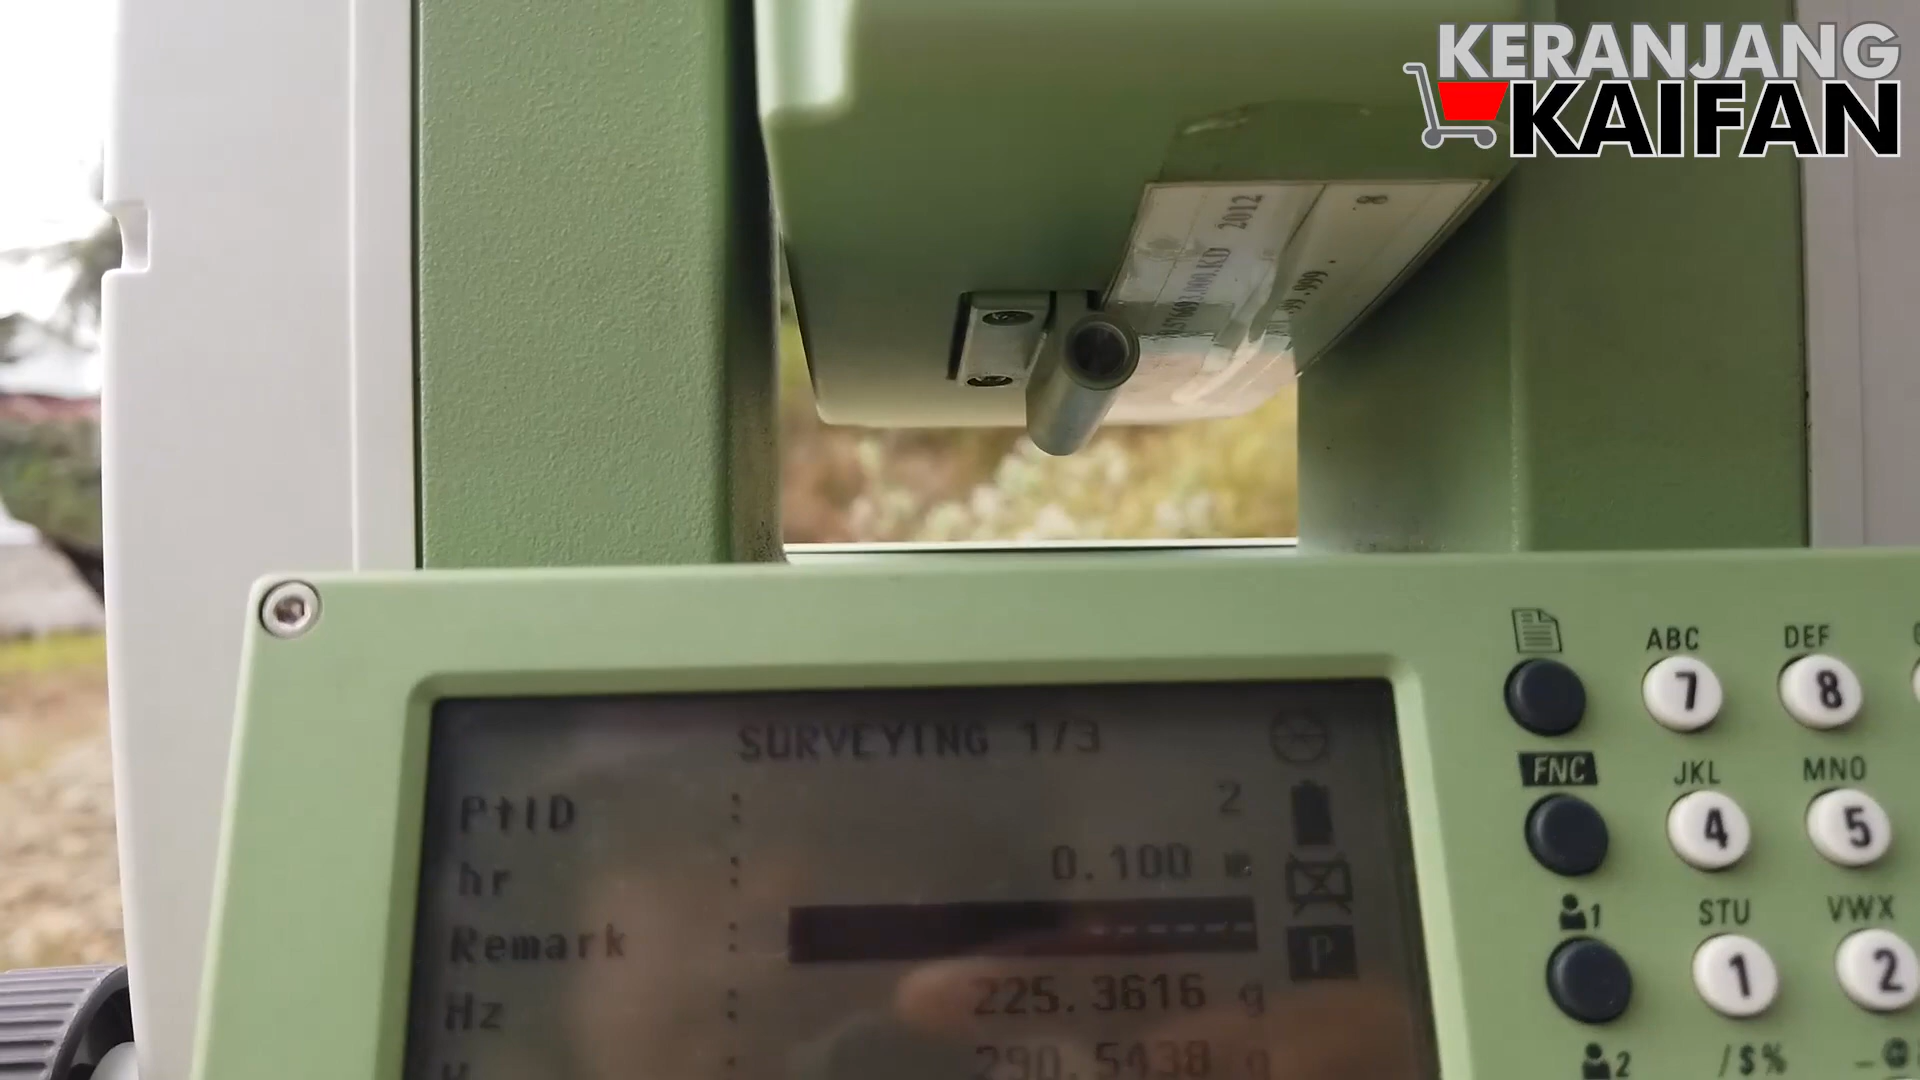 KERANJANG
KAIFAN
2012
8
ABC
DEF
7
8
SURVEYING 1/3
FNC
JKL
MNO
PtID : 2
4
5
hr : 0.100 m
1
STU
VWX
Remark : ----
P
1
2
Hz : 225.3616 g
V : 290.5438 g
2
/$%